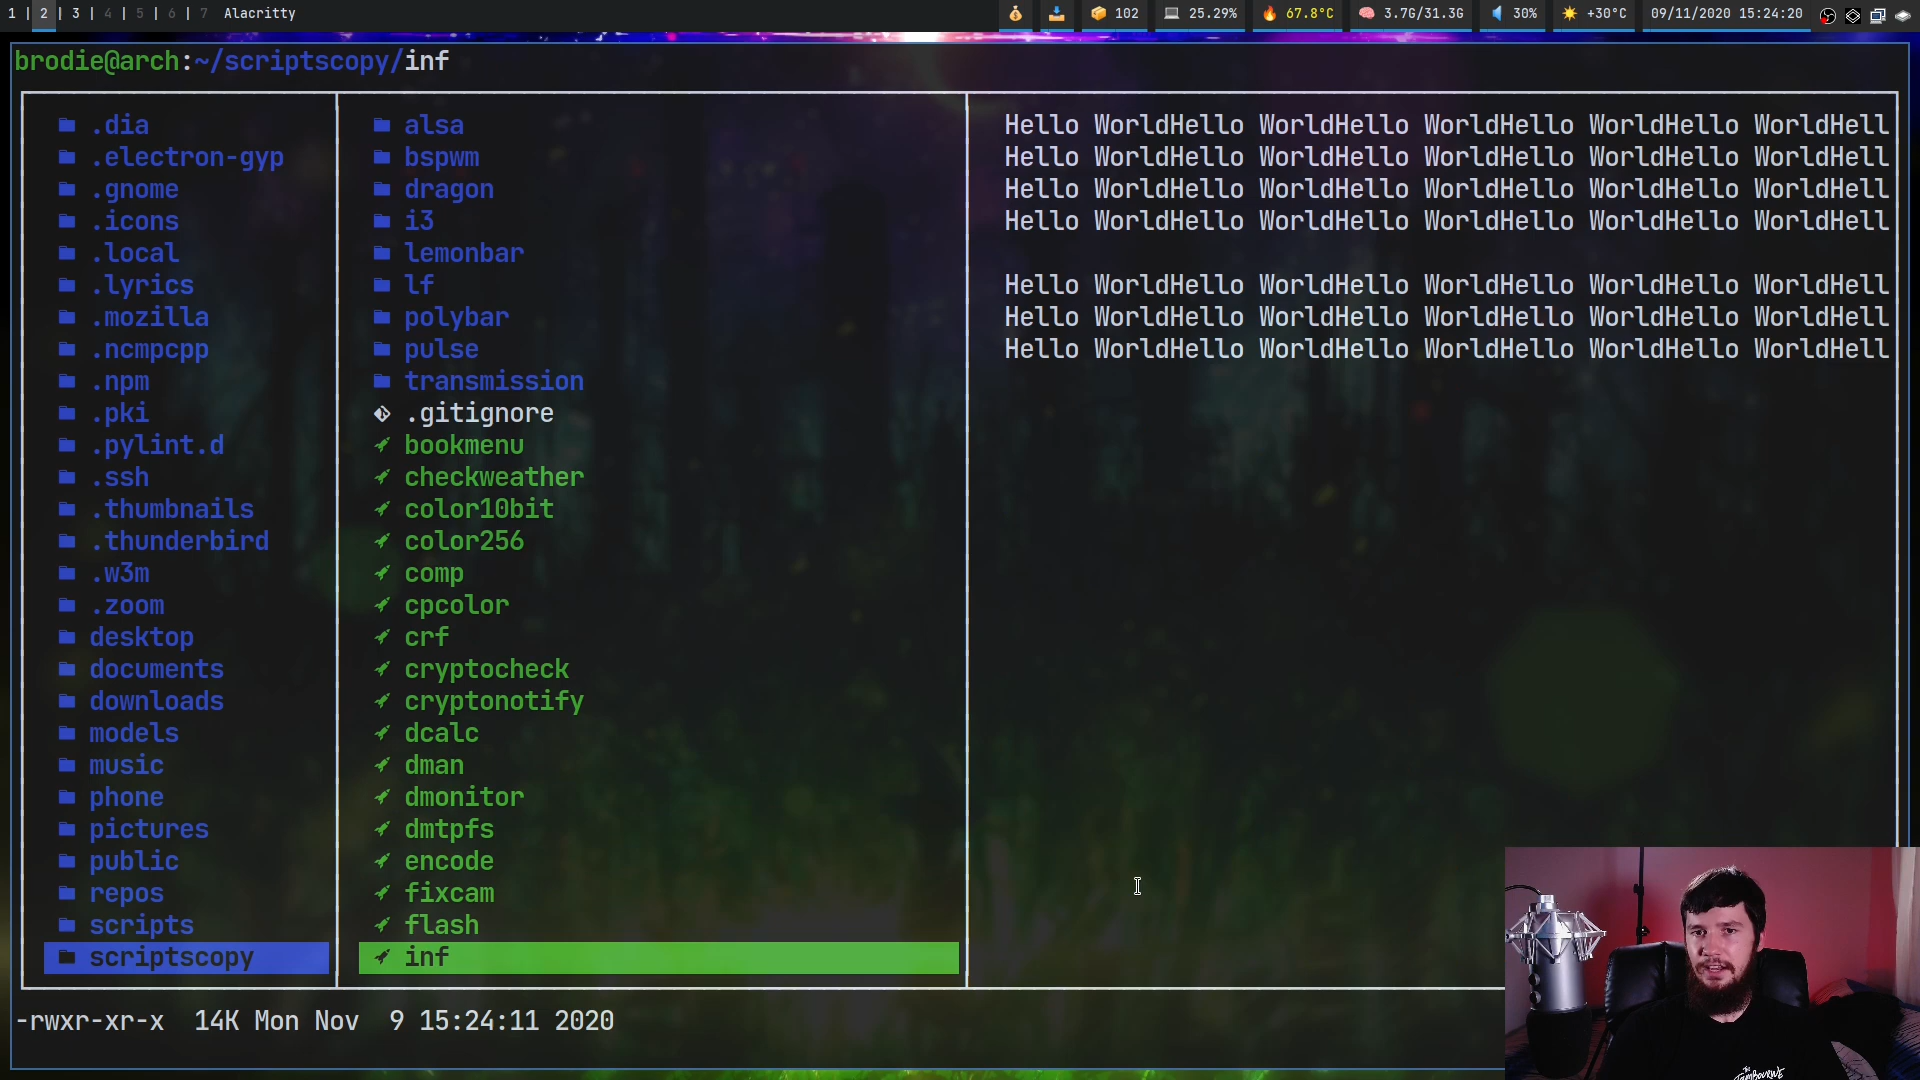 1 | 2 | 3 | 4 | 5 | 6 | 7 Alacritty
102 25.29% 67.8°C 3.7G/31.3G 30% +30°C 09/11/2020 15:24:20
brodie@arch:~/scriptscopy/inf
.dia
.electron-gyp
.gnome
.icons
.local
.lyrics
.mozilla
.ncmpcpp
.npm
.pki
.pylint.d
.ssh
.thumbnails
.thunderbird
.w3m
.zoom
desktop
documents
downloads
models
music
phone
pictures
public
repos
scripts
scriptscopy
alsa
bspwm
dragon
i3
lemonbar
lf
polybar
pulse
transmission
.gitignore
bookmenu
checkweather
color10bit
color256
comp
cpcolor
crf
cryptocheck
cryptonotify
dcalc
dman
dmonitor
dmtpfs
encode
fixcam
flash
inf
Hello WorldHello WorldHello WorldHello WorldHello WorldHell
Hello WorldHello WorldHello WorldHello WorldHello WorldHell
Hello WorldHello WorldHello WorldHello WorldHello WorldHell
Hello WorldHello WorldHello WorldHello WorldHello WorldHell
Hello WorldHello WorldHello WorldHello WorldHello WorldHell
Hello WorldHello WorldHello WorldHello WorldHello WorldHell
Hello WorldHello WorldHello WorldHello WorldHello WorldHell
-rwxr-xr-x 14K Mon Nov 9 15:24:11 2020